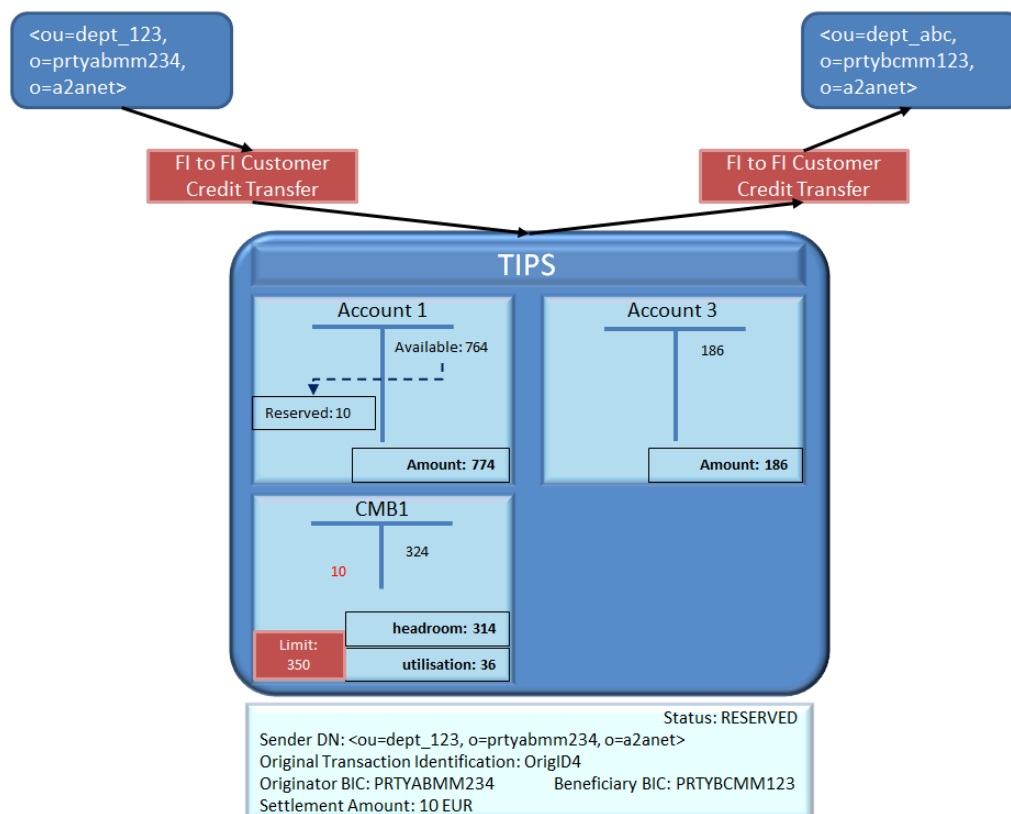 <ou=dept_123,
o=prtyabmm234,
o=a2anet>
<ou=dept_abc,
o=prtybcmm123,
o=a2anet>
FI to FI Customer
Credit Transfer
FI to FI Customer
Credit Transfer
TIPS
Account 1
Available: 764
Reserved: 10
Amount: 774
Account 3
186
Amount: 186
CMB1
324
10
headroom: 314
Limit:
350
utilisation: 36
Status: RESERVED
Sender DN: <ou=dept_123, o=prtyabmm234, o=a2anet>
Original Transaction Identification: OrigID4
Originator BIC: PRTYABMM234 Beneficiary BIC: PRTYBCMM123
Settlement Amount: 10 EUR